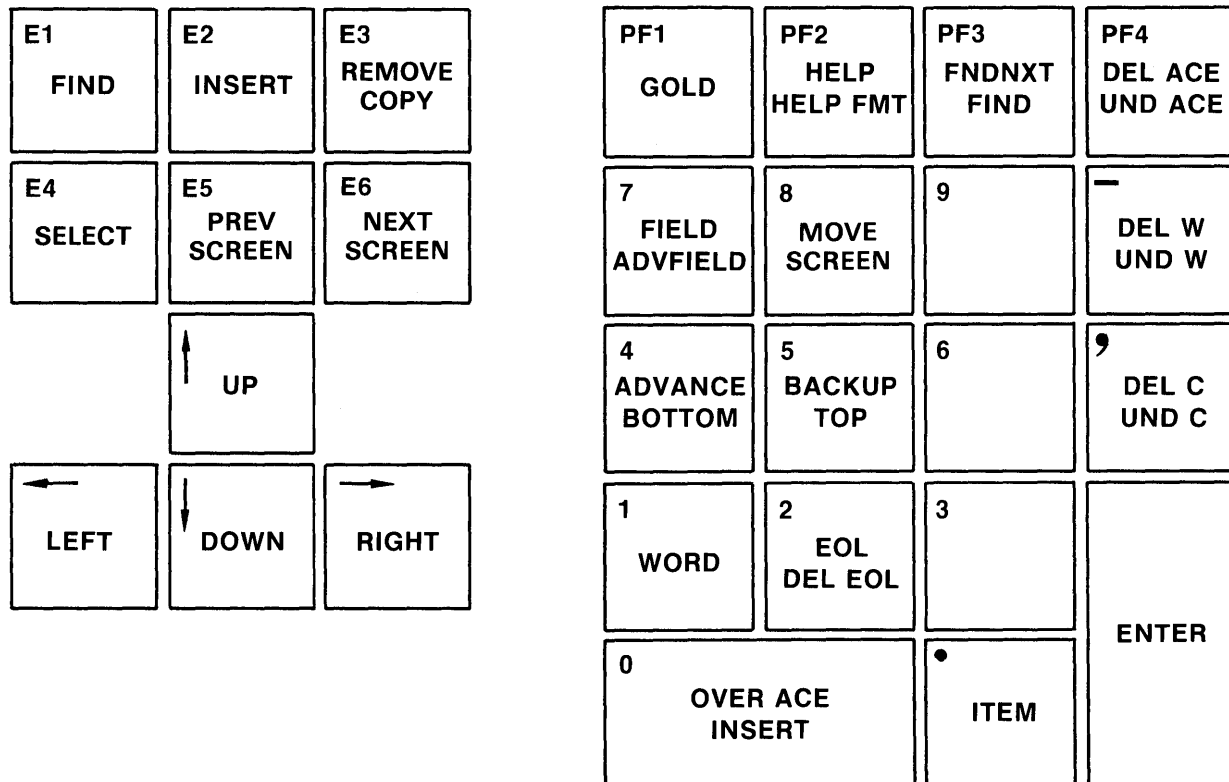 E1
FIND
E2
INSERT
E3
REMOVE
COPY
E4
SELECT
E5
PREV
SCREEN
E6
NEXT
SCREEN
UP
LEFT
DOWN
RIGHT
PF1
GOLD
PF2
HELP
HELP FMT
PF3
FNDNXT
FIND
PF4
DEL ACE
UND ACE
7
FIELD
ADVFIELD
8
MOVE
SCREEN
9
–
DEL W
UND W
4
ADVANCE
BOTTOM
5
BACKUP
TOP
6
,
DEL C
UND C
1
WORD
2
EOL
DEL EOL
3
ENTER
0
OVER ACE
INSERT
.
ITEM